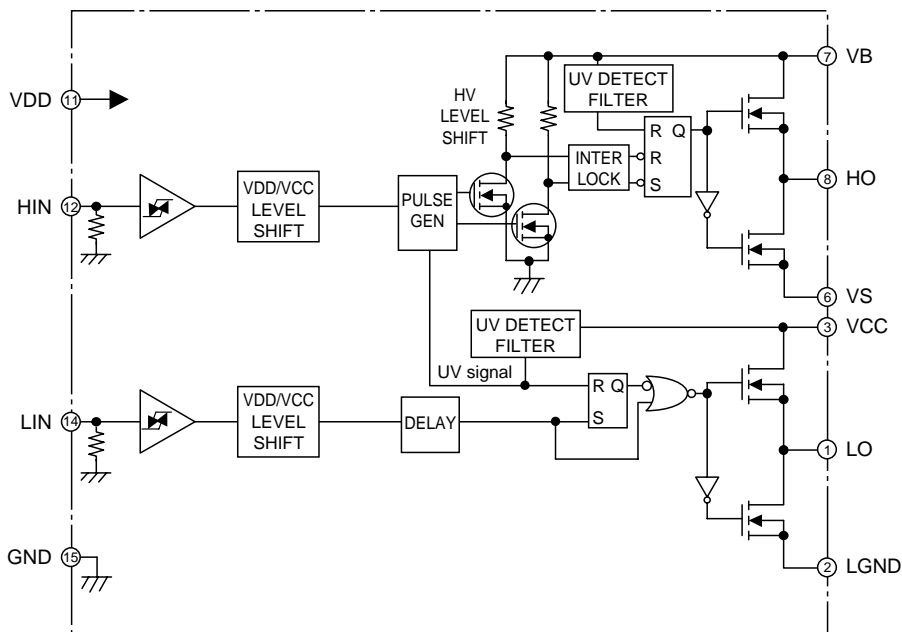 VDD
11
HIN
12
VDD/VCC
LEVEL
SHIFT
PULSE
GEN
HV
LEVEL
SHIFT
UV DETECT
FILTER
INTER
LOCK
R Q
R
S
7
VB
8
HO
6
VS
3
VCC
UV DETECT
FILTER
UV signal
LIN
14
VDD/VCC
LEVEL
SHIFT
DELAY
R Q
S
1
LO
2
LGND
GND
15